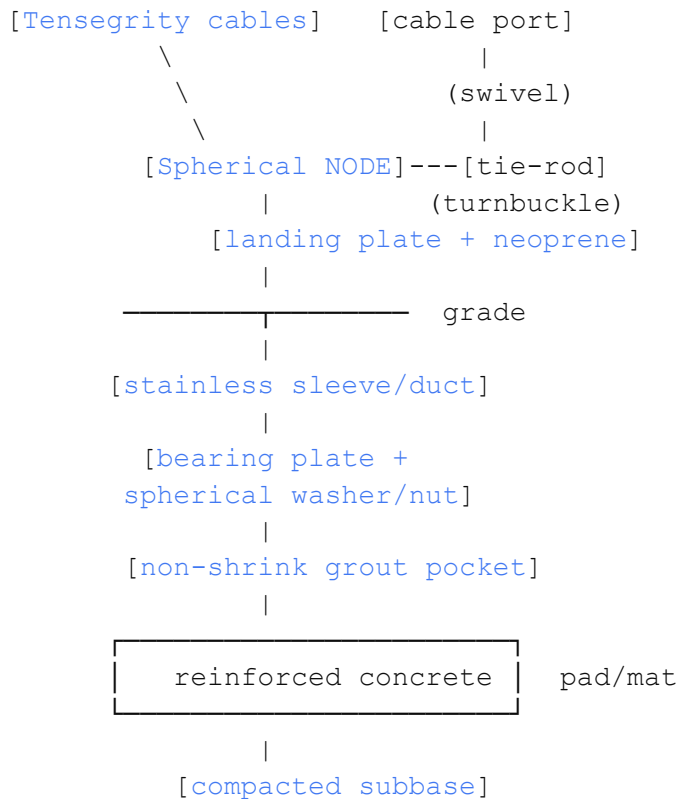 [Tensegrity cables] [cable port]
(swivel)
[Spherical NODE]---[tie-rod]
(turnbuckle)
[landing plate + neoprene]
grade
[stainless sleeve/duct]
[bearing plate +
spherical washer/nut]
[non-shrink grout pocket]
reinforced concrete pad/mat
[compacted subbase]